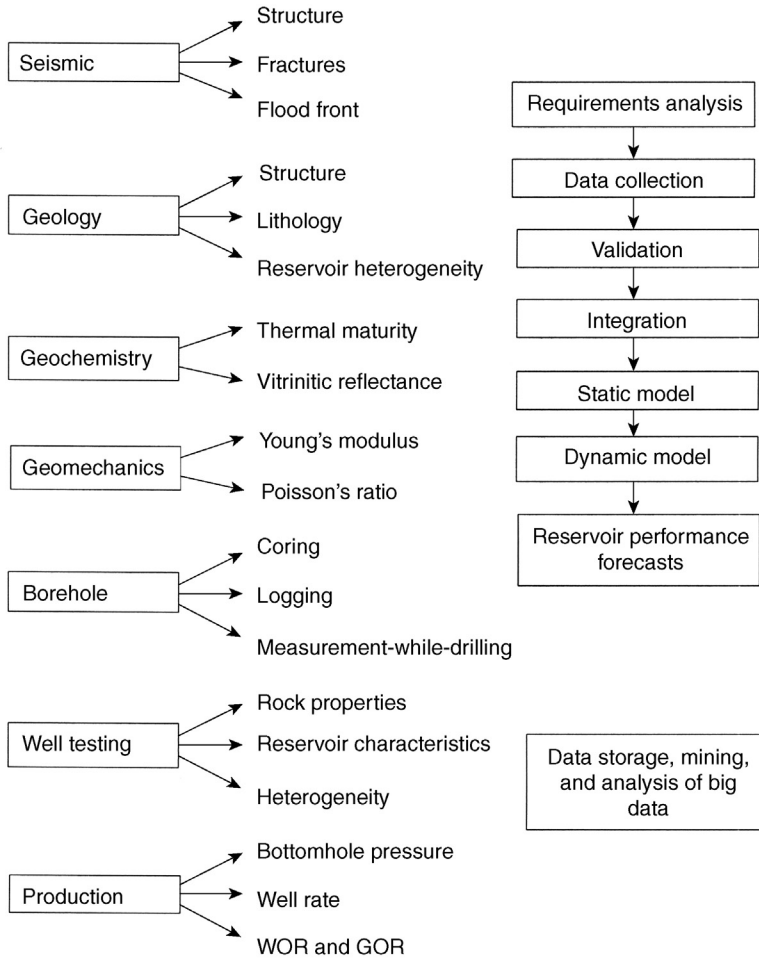 Seismic
Structure
Fractures
Flood front
Geology
Structure
Lithology
Reservoir heterogeneity
Geochemistry
Thermal maturity
Vitrinitic reflectance
Geomechanics
Young's modulus
Poisson's ratio
Borehole
Coring
Logging
Measurement-while-drilling
Well testing
Rock properties
Reservoir characteristics
Heterogeneity
Production
Bottomhole pressure
Well rate
WOR and GOR
Requirements analysis
Data collection
Validation
Integration
Static model
Dynamic model
Reservoir performance
forecasts
Data storage, mining,
and analysis of big
data